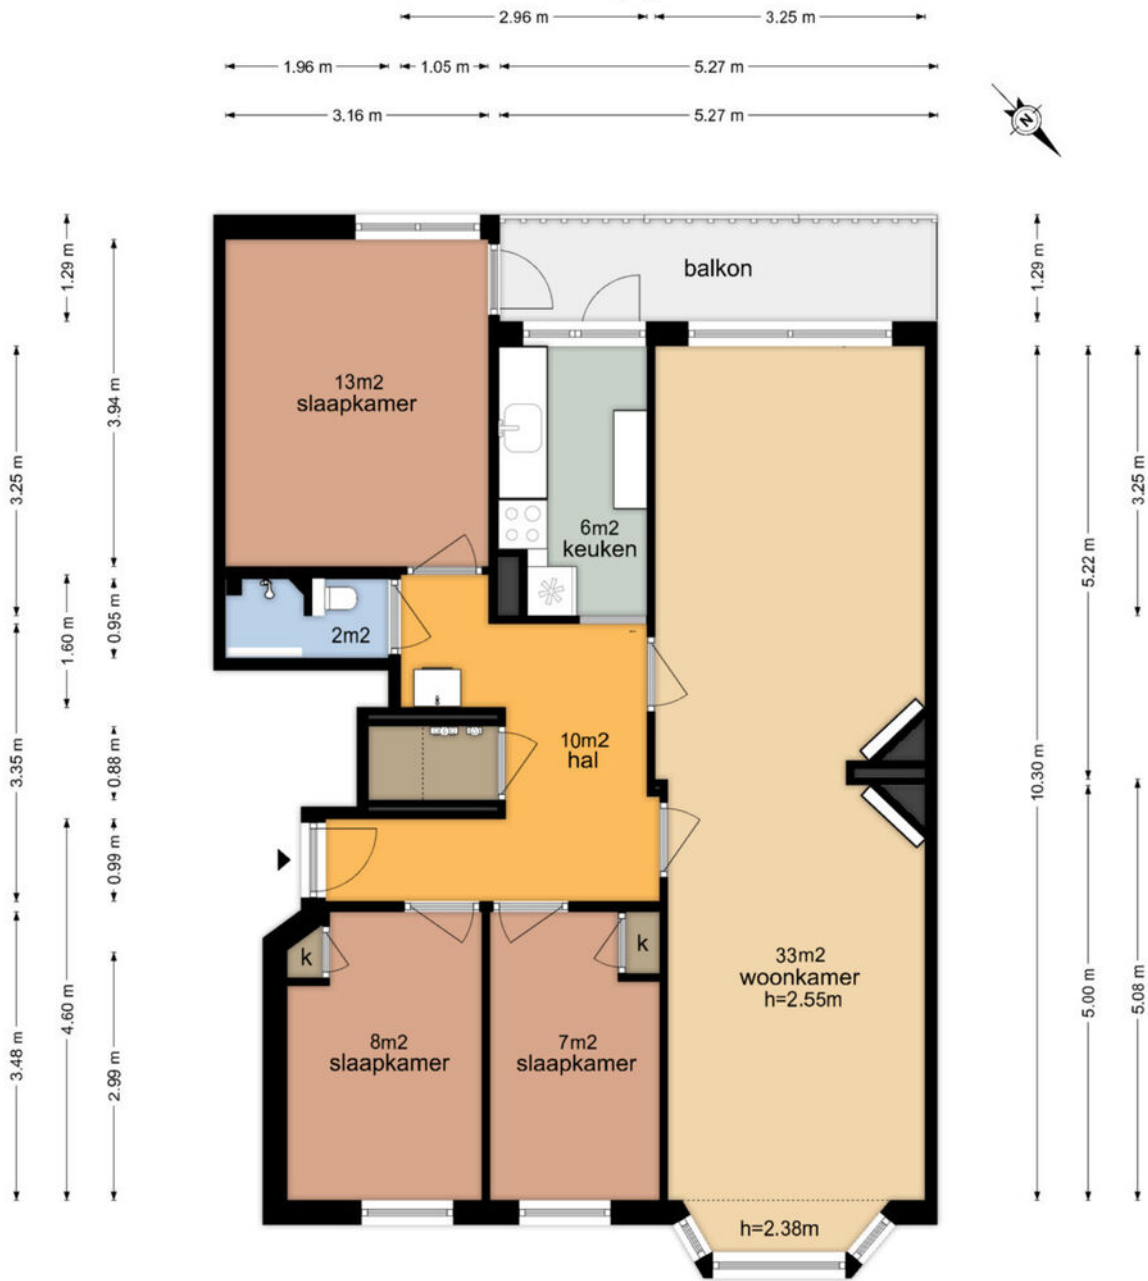 2.96 m
3.25 m
1.96 m
1.05 m
5.27 m
3.16 m
5.27 m
N
1.29 m
1.29 m
balkon
3.94 m
3.25 m
13m2
slaapkamer
3.25 m
5.22 m
6m2
keuken
1.60 m
0.95 m
2m2
10m2
hal
3.35 m
0.88 m
10.30 m
0.99 m
k
k
33m2
woonkamer
h=2.55m
5.00 m
5.08 m
4.60 m
3.48 m
2.99 m
8m2
slaapkamer
7m2
slaapkamer
h=2.38m